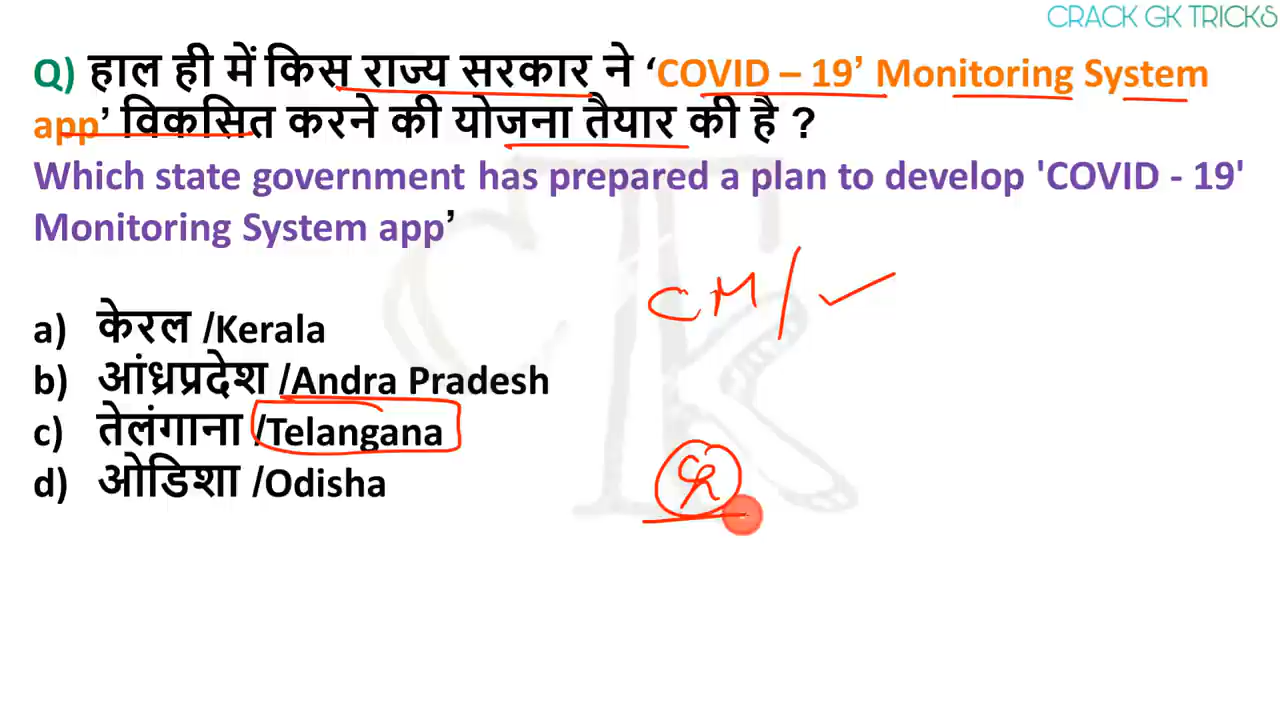 CRACK GK TRICKS
Q) हाल ही में किस राज्य सरकार ने ‘COVID – 19’ Monitoring System
app’ विकसित करने की योजना तैयार की है ?
Which state government has prepared a plan to develop 'COVID - 19'
Monitoring System app’
CM/
a) केरल /Kerala
b) आंध्रप्रदेश /Andra Pradesh
c) तेलंगाना /Telangana
d) ओडिशा /Odisha